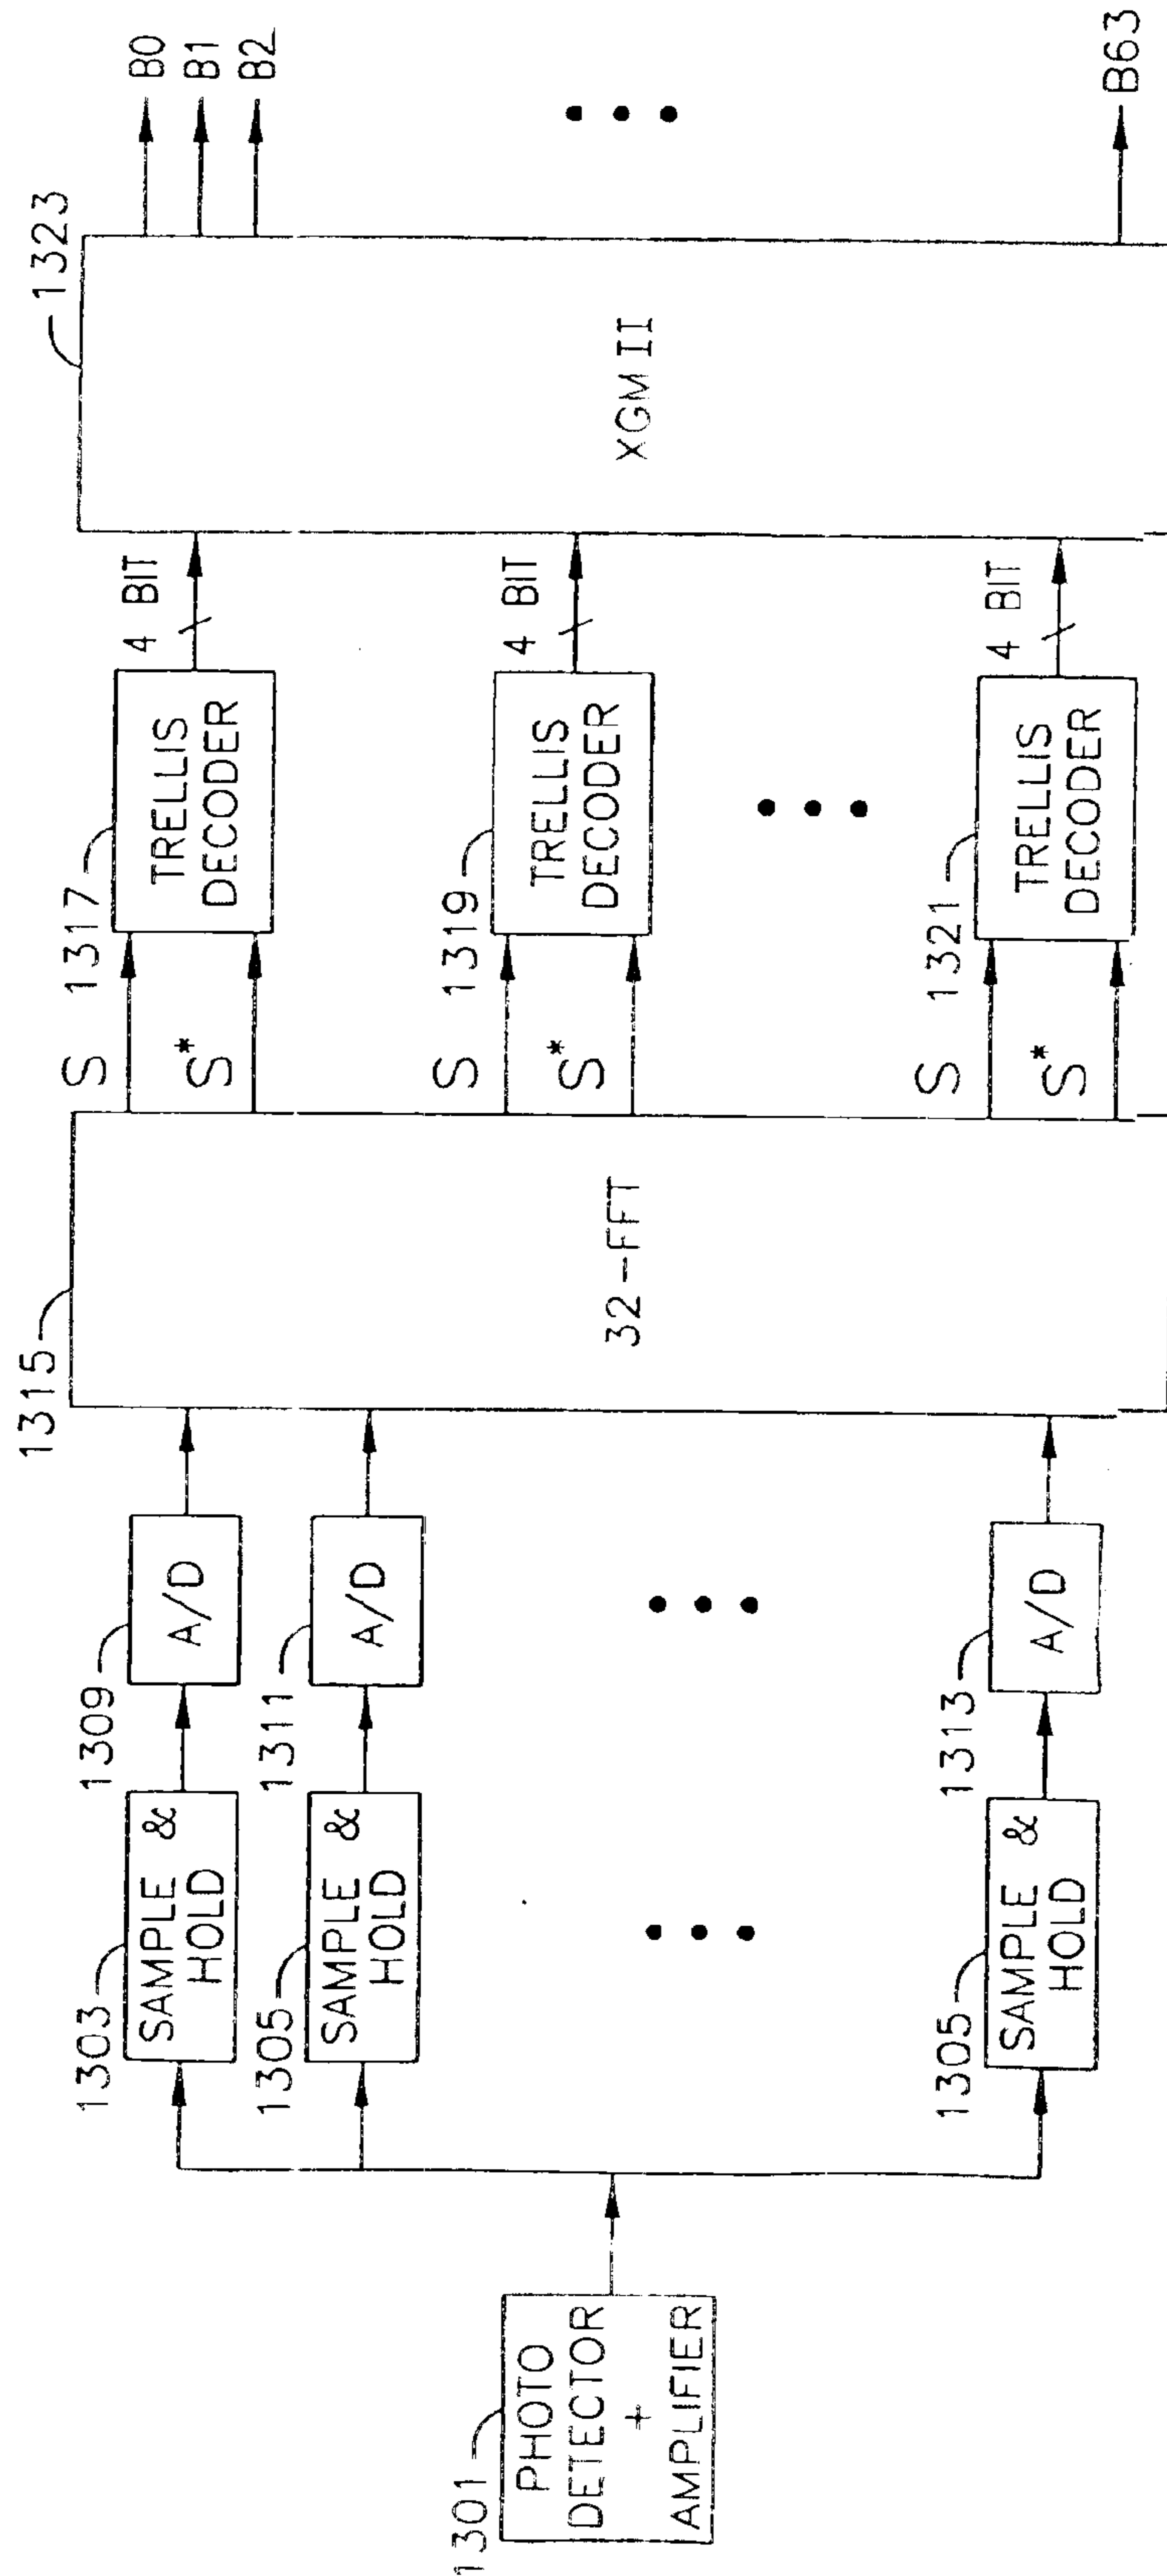 1301
PHOTO
DETECTOR
+
AMPLIFIER
1303
SAMPLE &
HOLD
1305
SAMPLE &
HOLD
1305
SAMPLE &
HOLD
1309
A/D
1311
A/D
1313
A/D
1315
32-FFT
S
S*
S
S*
S
S*
1317
TRELLIS
DECODER
1319
TRELLIS
DECODER
1321
TRELLIS
DECODER
4 BIT
4 BIT
4 BIT
1323
XGMII
B0
B1
B2
B63